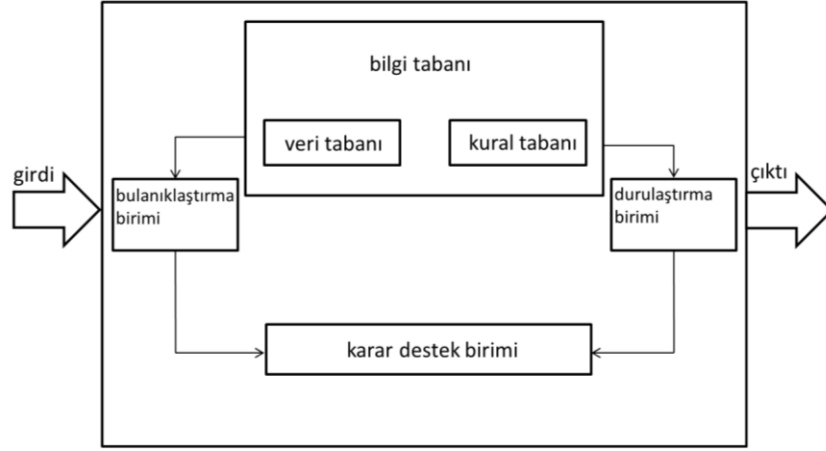 bilgi tabanı
veri tabanı
kural tabanı
girdi
bulanıklaştırma
birimi
durulaştırma
birimi
çıktı
karar destek birimi